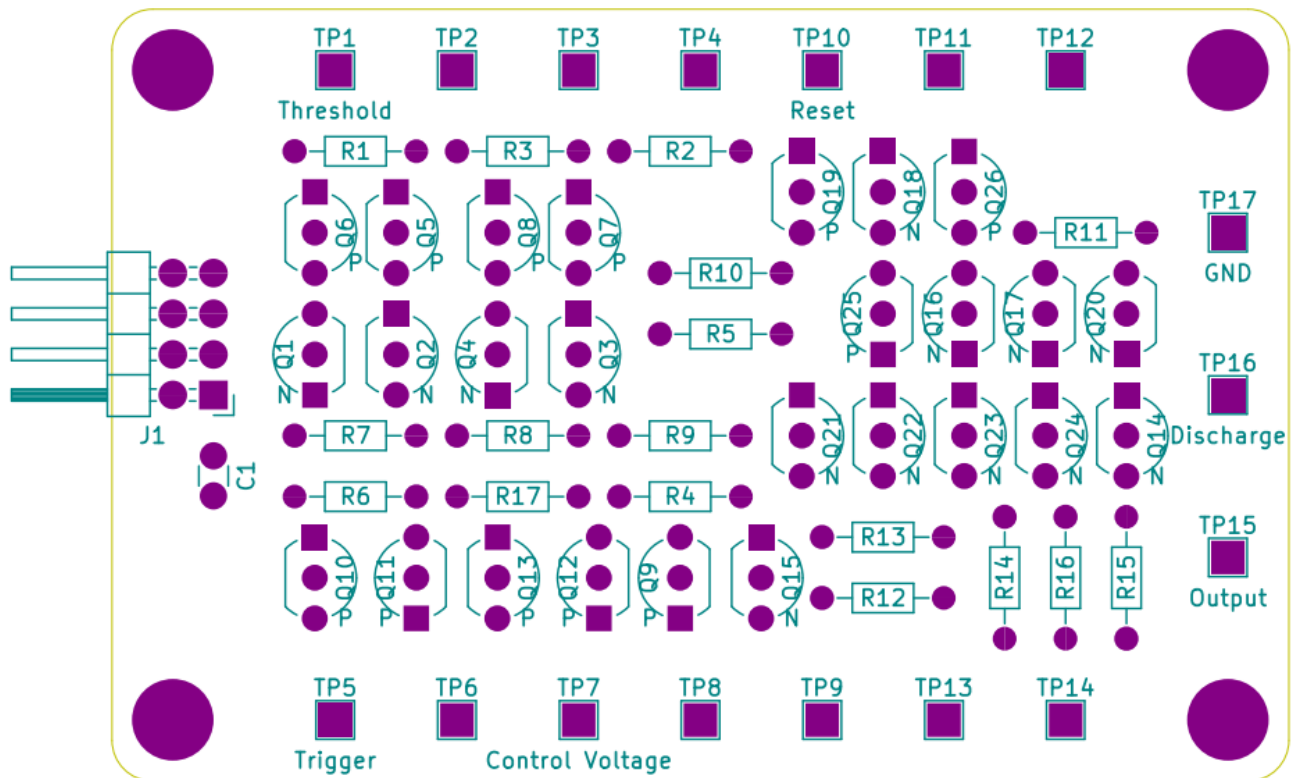 TP1 TP2 TP3 TP4 TP10 TP11 TP12
Threshold Reset
R1 R3 R2
Q6 Q5 Q8 Q7 Q19 Q18 Q26
P P P P P N P
TP17
R11
GND
R10
R5
Q25 Q16 Q17 Q20
P N N N
Q1 Q2 Q4 Q3
N N N N
TP16
J1
R7 R8 R9
Q21 Q22 Q23 Q24 Q14
N N N N N
Discharge
C1
R6 R17 R4
TP15
R13
Q10 Q11 Q13 Q12 Q9 Q15
P P P P P N
R14 R16 R15
R12
Output
TP5 TP6 TP7 TP8 TP9 TP13 TP14
Trigger Control Voltage